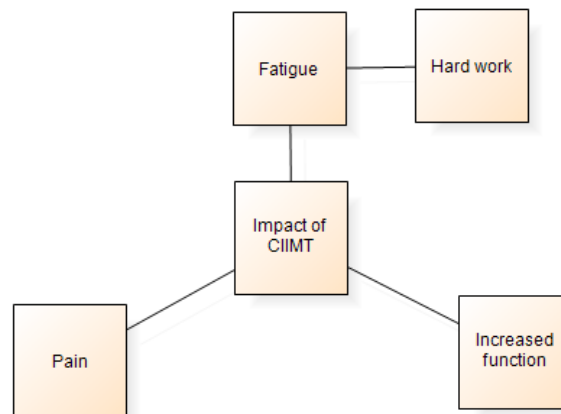 Fatigue
Hard work
Impact of
CIIMT
Pain
Increased
function